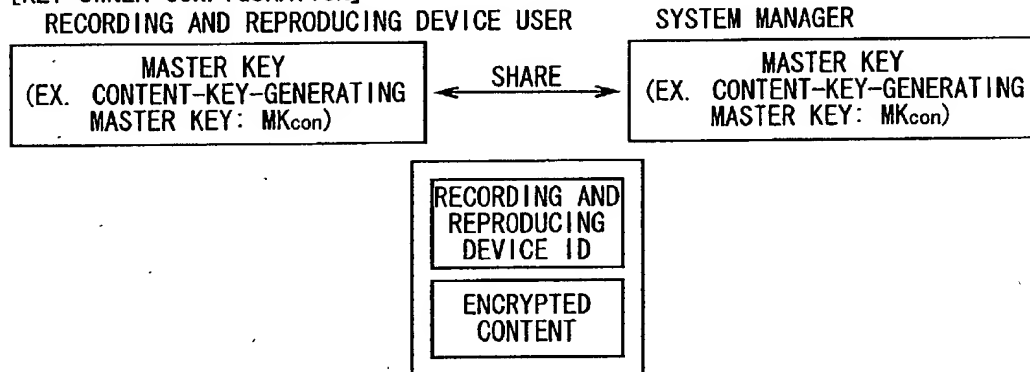 RECORDING AND REPRODUCING DEVICE USER
SYSTEM MANAGER
MASTER KEY
(EX. CONTENT-KEY-GENERATING
MASTER KEY: MKcon)
SHARE
MASTER KEY
(EX. CONTENT-KEY-GENERATING
MASTER KEY: MKcon)
RECORDING AND
REPRODUCING
DEVICE ID
ENCRYPTED
CONTENT